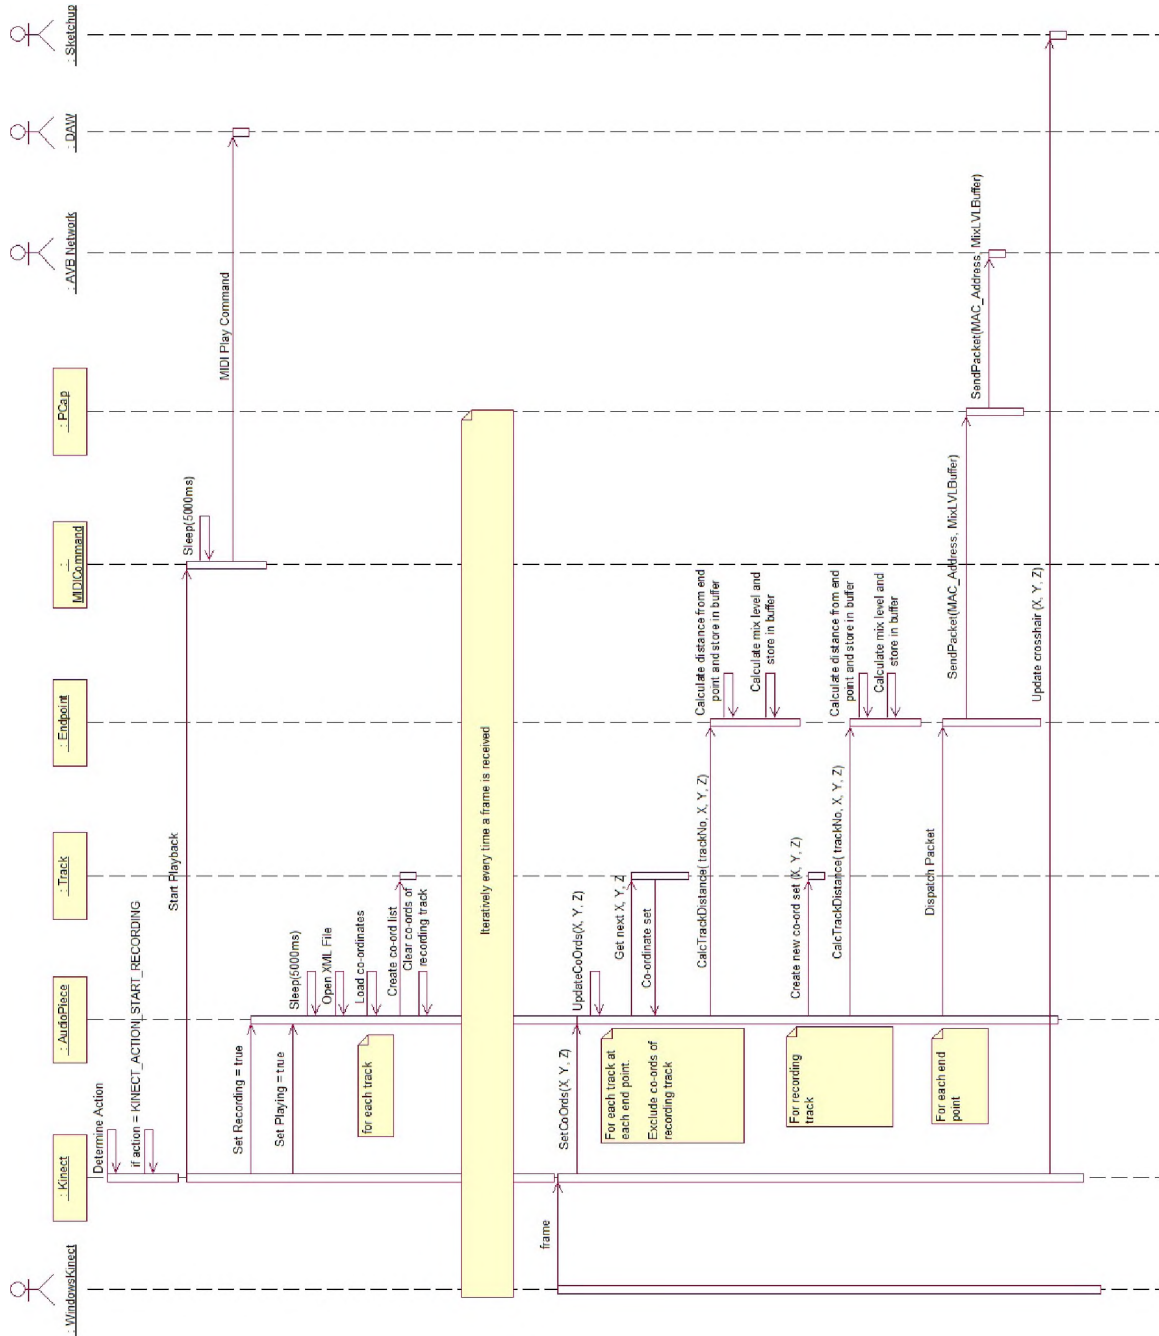 : WindowsKinect
: Kinect
: AudoPiece
: Track
: Endpoint
:
MIDICommand
: PCap
: AVB Network
: DAW
: Sketchup
Determine Action
if action = KINECT_ACTION_START_RECORDING
Start Playback
Sleep(5000ms)
MIDI Play Command
Set Recording = true
Set Playing = true
Sleep(5000ms)
Open XML File
Load co-ordinates
for each track
Create co-ord list
Clear co-ords of
recording track
Iteratively every time a frame is received
frame
SetCoOrds(X, Y, Z)
UpdateCoOrds(X, Y, Z)
For each track at
each end point.
Exclude co-ords of
recording track
Get next X, Y, Z
Co-ordinate set
CalcTrackDistance( trackNo, X, Y, Z)
Calculate distance from end
point and store in buffer
Calculate mix level and
store in buffer
For recording
track
Create new co-ord set (X, Y, Z)
CalcTrackDistance( trackNo, X, Y, Z)
Calculate distance from end
point and store in buffer
Calculate mix level and
store in buffer
For each end
point
Dispatch Packet
SendPacket(MAC_Address, MixLVLBuffer)
SendPacket(MAC_Address, MixLVLBuffer)
Update crosshair (X, Y, Z)